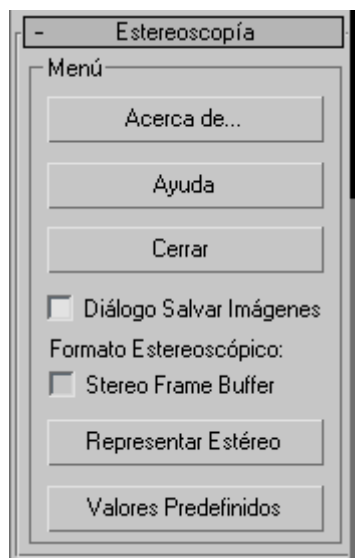 - Estereoscopía
Menú
Acerca de...
Ayuda
Cerrar
Diálogo Salvar Imágenes
Formato Estereoscópico:
Stereo Frame Buffer
Representar Estéreo
Valores Predefinidos